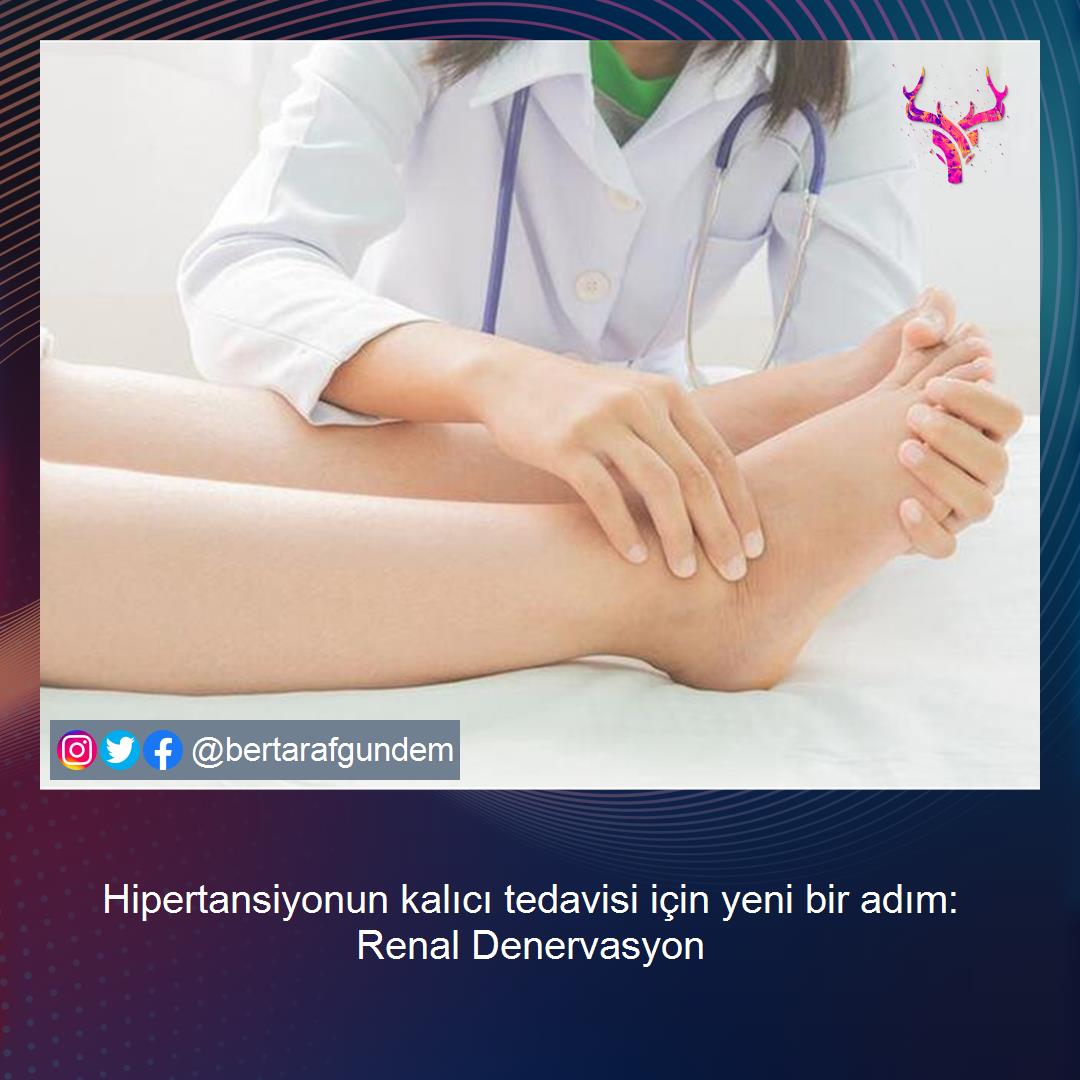 @bertarafgundem
Hipertansiyonun kalıcı tedavisi için yeni bir adım:
Renal Denervasyon